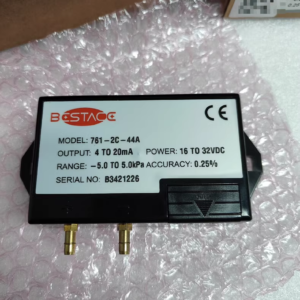 BESTACE
CE
MODEL: 761-2C-44A
OUTPUT: 4 TO 20mA POWER: 16 TO 32VDC
RANGE: -5.0 TO 5.0kPa ACCURACY: 0.25%
SERIAL NO: B3421226